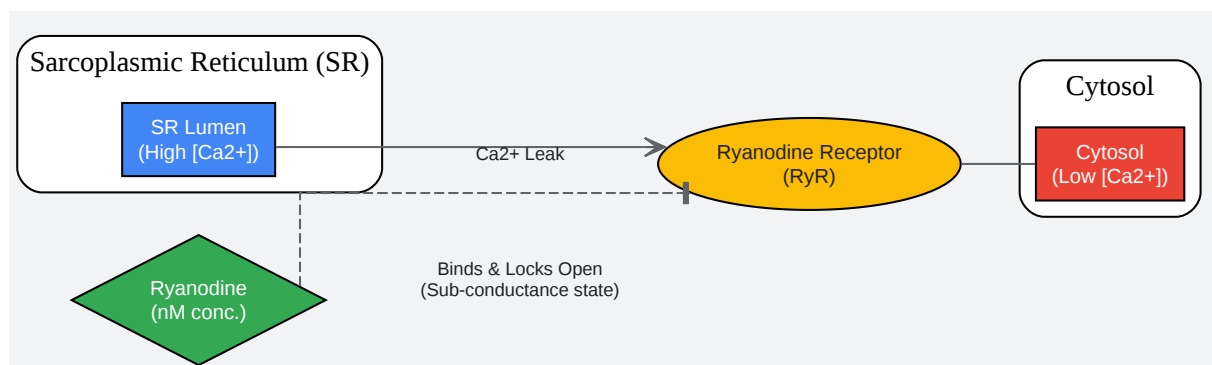 Sarcoplasmic Reticulum (SR)
SR Lumen
(High [Ca2+])
Ca2+ Leak
Ryanodine Receptor
(RyR)
Cytosol
Cytosol
(Low [Ca2+])
Ryanodine
(nM conc.)
Binds & Locks Open
(Sub-conductance state)